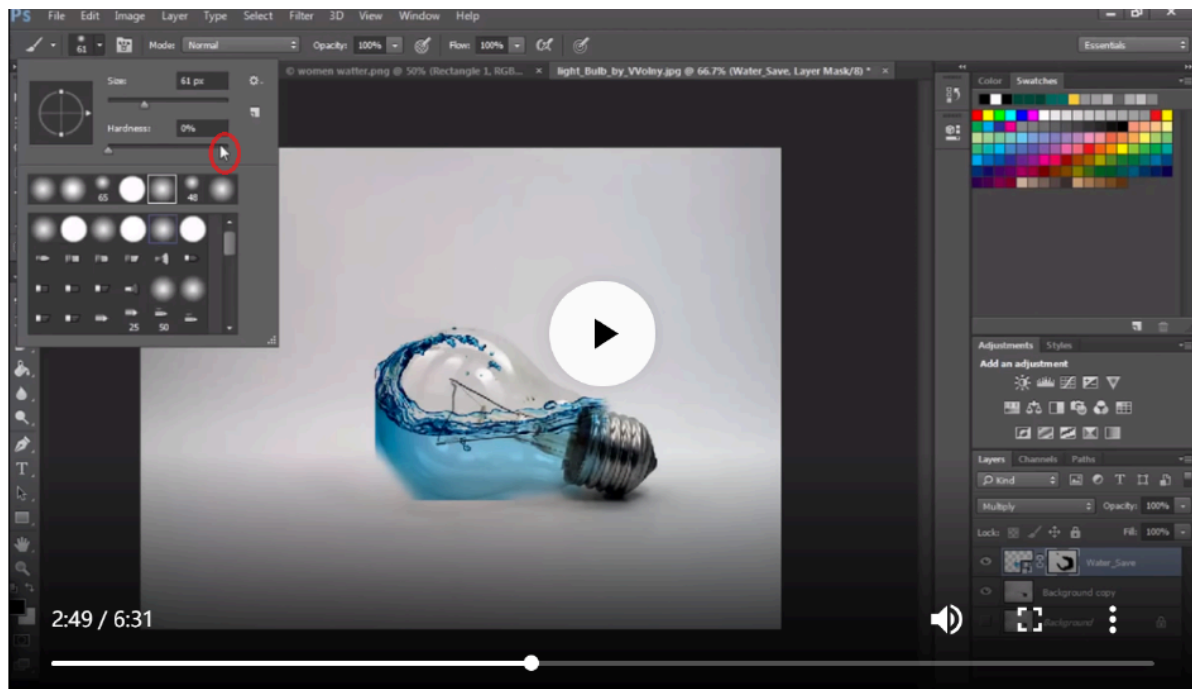 PS File Edit Image Layer Type Select Filter 3D View Window Help
61 Mode: Normal Opacity: 100% Flow: 100% Essentials
© women watter.png @ 50% (Rectangle 1, RGB... × light_Bulb_by_VVolny.jpg @ 66.7% (Water_Save, Layer Mask/8) * ×
Size: 61 px
Hardness: 0%
65 48
25 50
Color Swatches
Adjustments Styles
Add an adjustment
Layers Channels Paths
Kind
Multiply Opacity: 100%
Lock: Fill: 100%
Water_Save
Background copy
Background
T
2:49 / 6:31